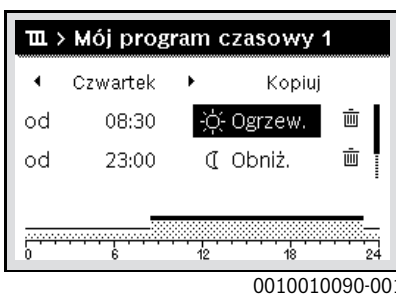 > Mój program czasowy 1
Czwartek Kopiuj
od 08:30 Ogrzew.
od 23:00 Obniż.
0 6 12 18 24
0010010090-001